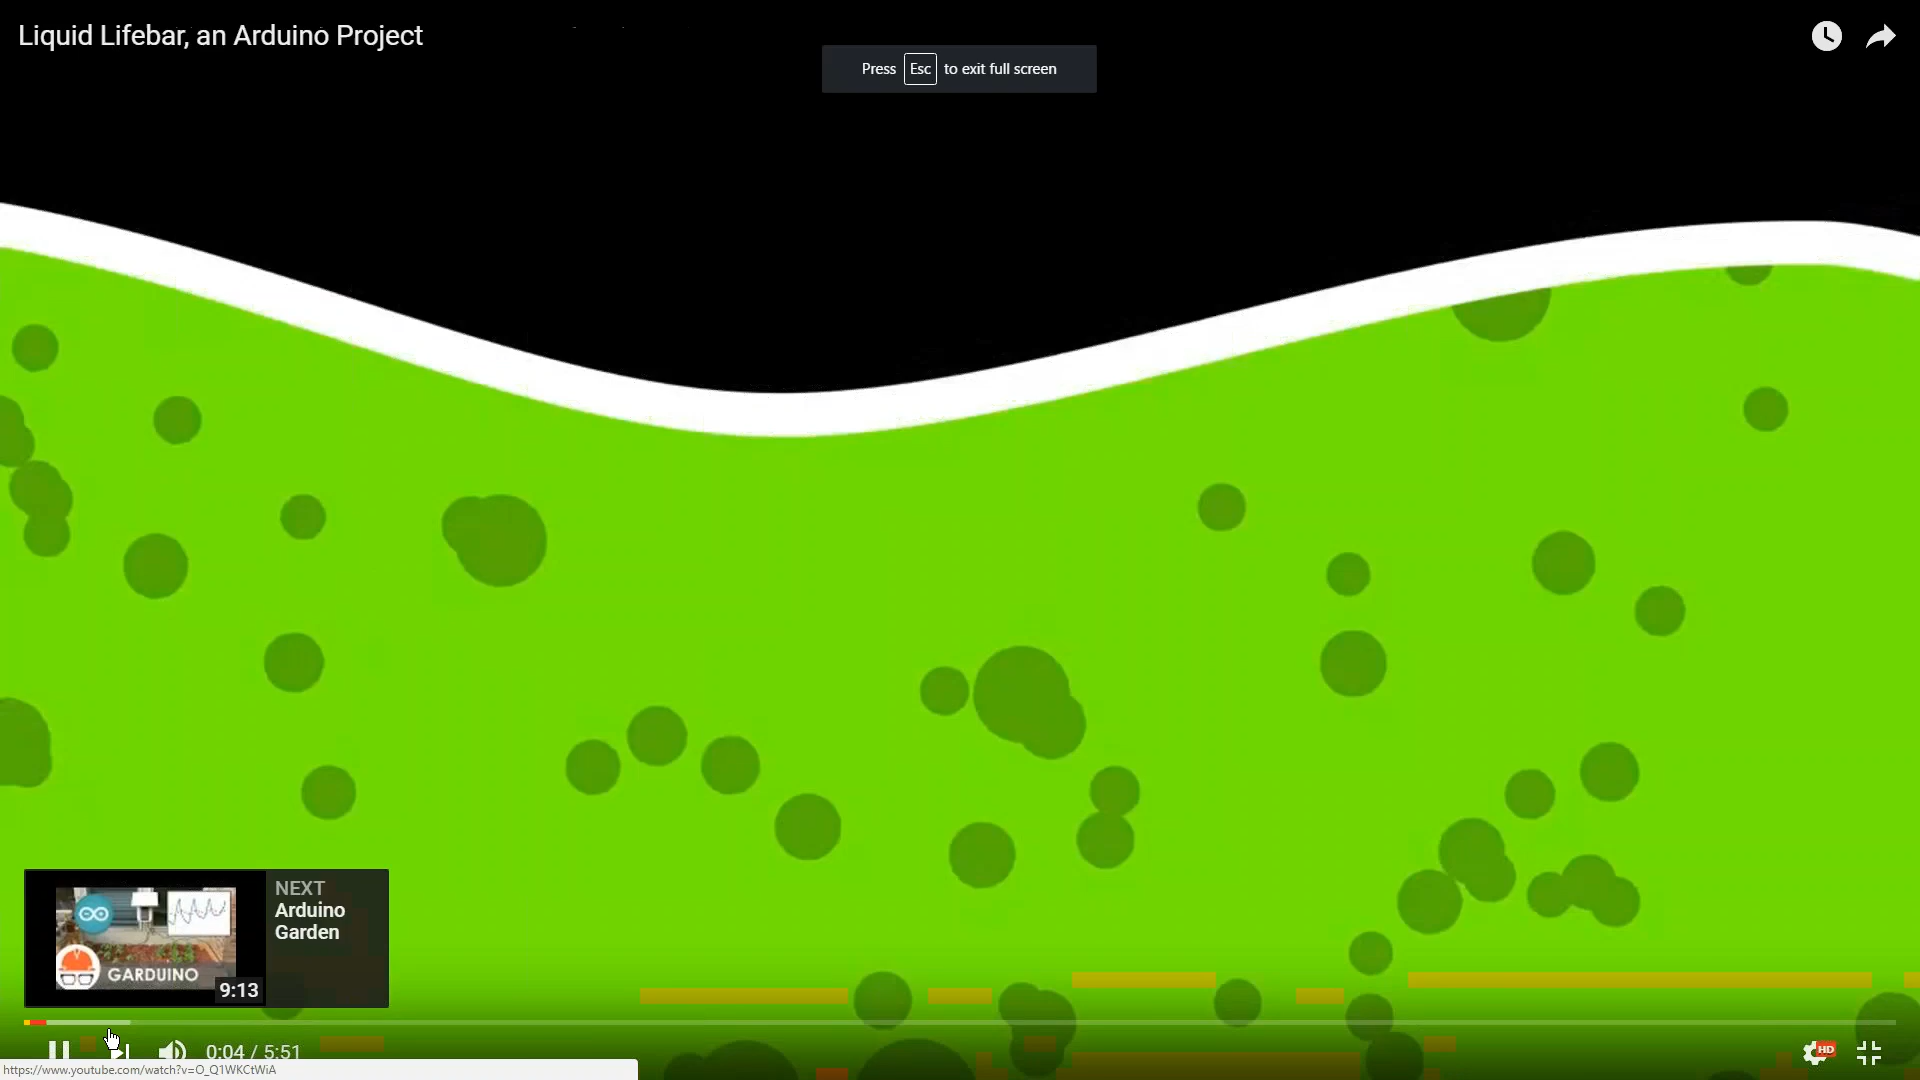 Liquid Lifebar, an Arduino Project
Press Esc to exit full screen
NEXT
Arduino
Garden
GARDUINO
9:13
0:04 / 5:51
HD
https://www.youtube.com/watch?v=O_Q1WKCtWiA